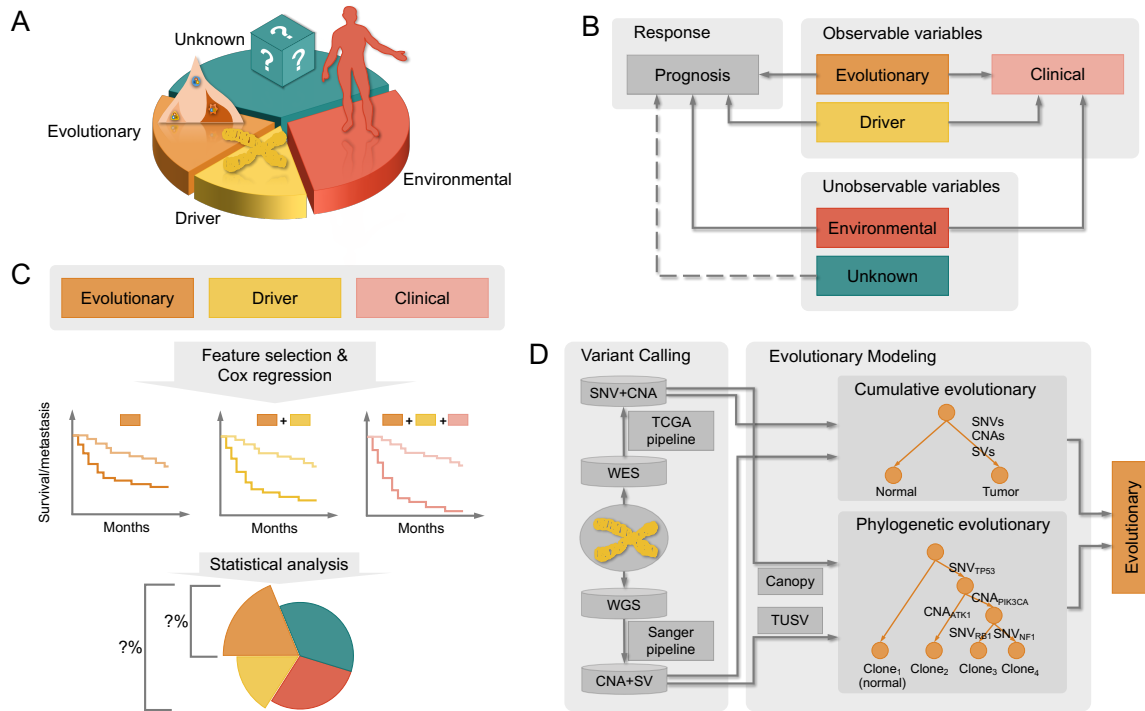 A
Unknown
? ? ?
Evolutionary
Environmental
Driver
B
Response
Observable variables
Prognosis
Evolutionary
Clinical
Driver
Unobservable variables
Environmental
Unknown
C
Evolutionary
Driver
Clinical
Feature selection &
Cox regression
+
+ +
Survival/metastasis
Months
Months
Months
Statistical analysis
?%
?%
D
Variant Calling
Evolutionary Modeling
SNV+CNA
TCGA
pipeline
WES
WGS
Sanger
pipeline
CNA+SV
Canopy
TUSV
Cumulative evolutionary
SNVs
CNAs
SVs
Normal
Tumor
Phylogenetic evolutionary
SNVTP53
CNAPIK3CA
CNAATK1
SNVRB1
SNVNF1
Clone1
(normal)
Clone2
Clone3
Clone4
Evolutionary